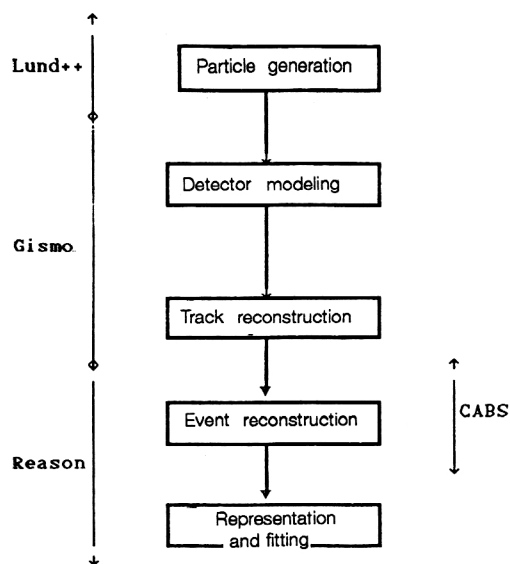 Lund++
Particle generation
Detector modeling
Gismo
Track reconstruction
Event reconstruction
CABS
Reason
Representation
and fitting